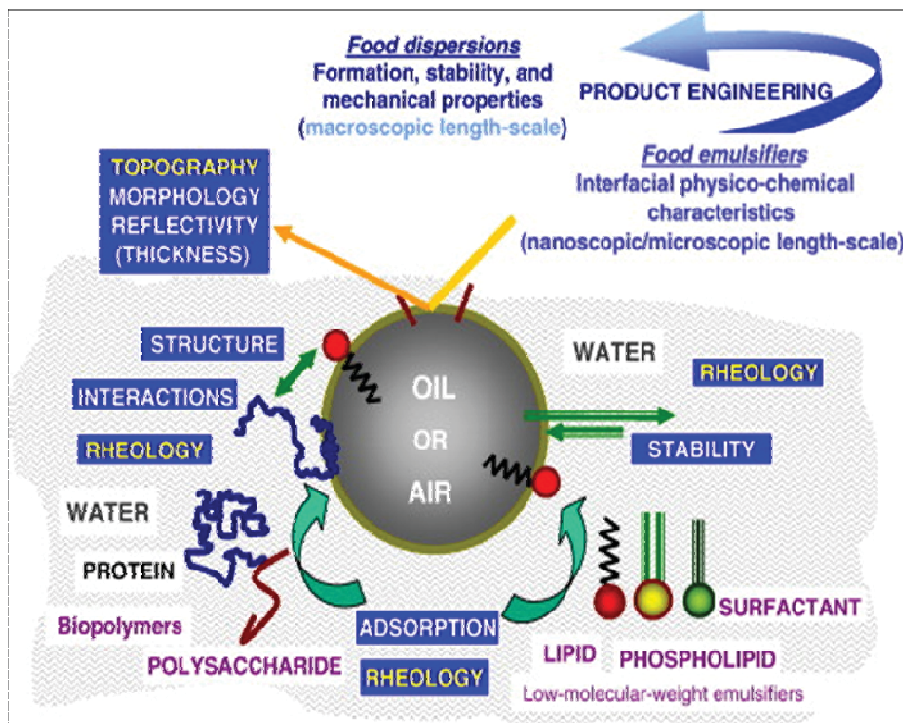 Food dispersions
Formation, stability, and
mechanical properties
(macroscopic length-scale)
PRODUCT ENGINEERING
Food emulsifiers
Interfacial physico-chemical
characteristics
(nanoscopic/microscopic length-scale)
TOPOGRAPHY
MORPHOLOGY
REFLECTIVITY
(THICKNESS)
STRUCTURE
INTERACTIONS
RHEOLOGY
WATER
PROTEIN
Biopolymers
POLYSACCHARIDE
OIL
OR
AIR
WATER
RHEOLOGY
STABILITY
ADSORPTION
RHEOLOGY
SURFACTANT
LIPID
PHOSPHOLIPID
Low-molecular-weight emulsifiers